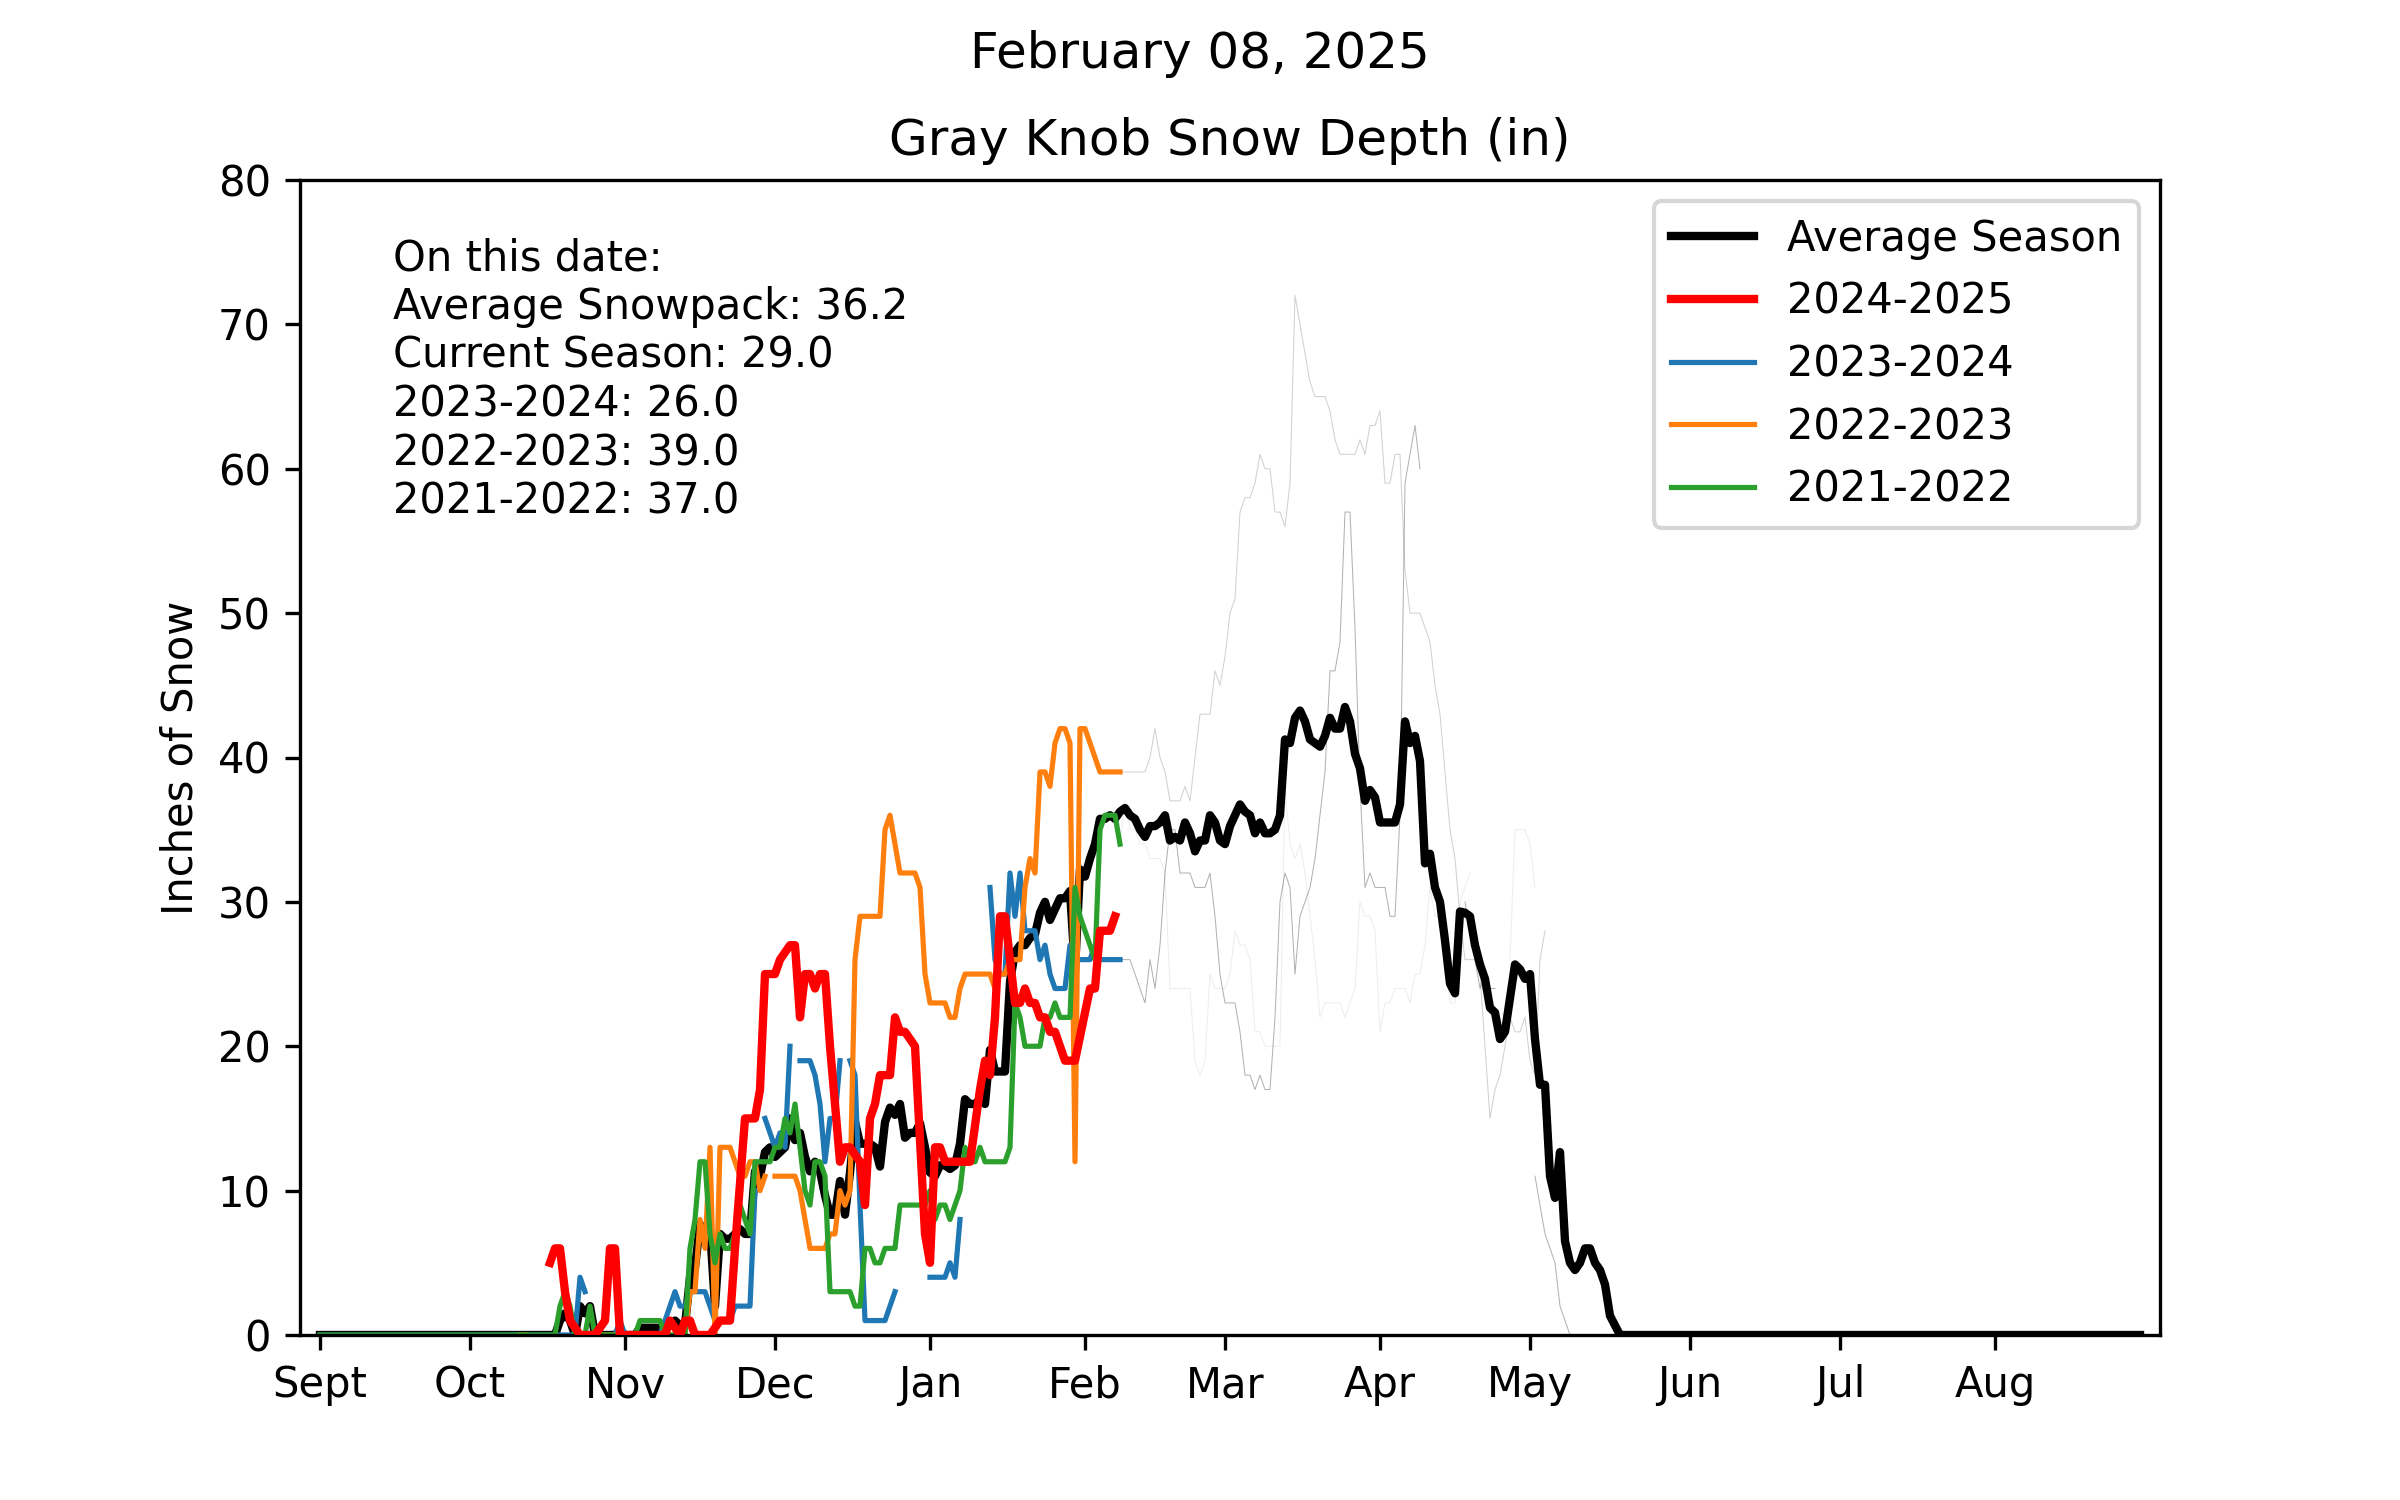 February 08, 2025
Gray Knob Snow Depth (in)
80
70
60
50
40
30
20
10
0
Inches of Snow
On this date:
Average Snowpack: 36.2
Current Season: 29.0
2023-2024: 26.0
2022-2023: 39.0
2021-2022: 37.0
Average Season
2024-2025
2023-2024
2022-2023
2021-2022
Sept Oct Nov Dec Jan Feb Mar Apr May Jun Jul Aug